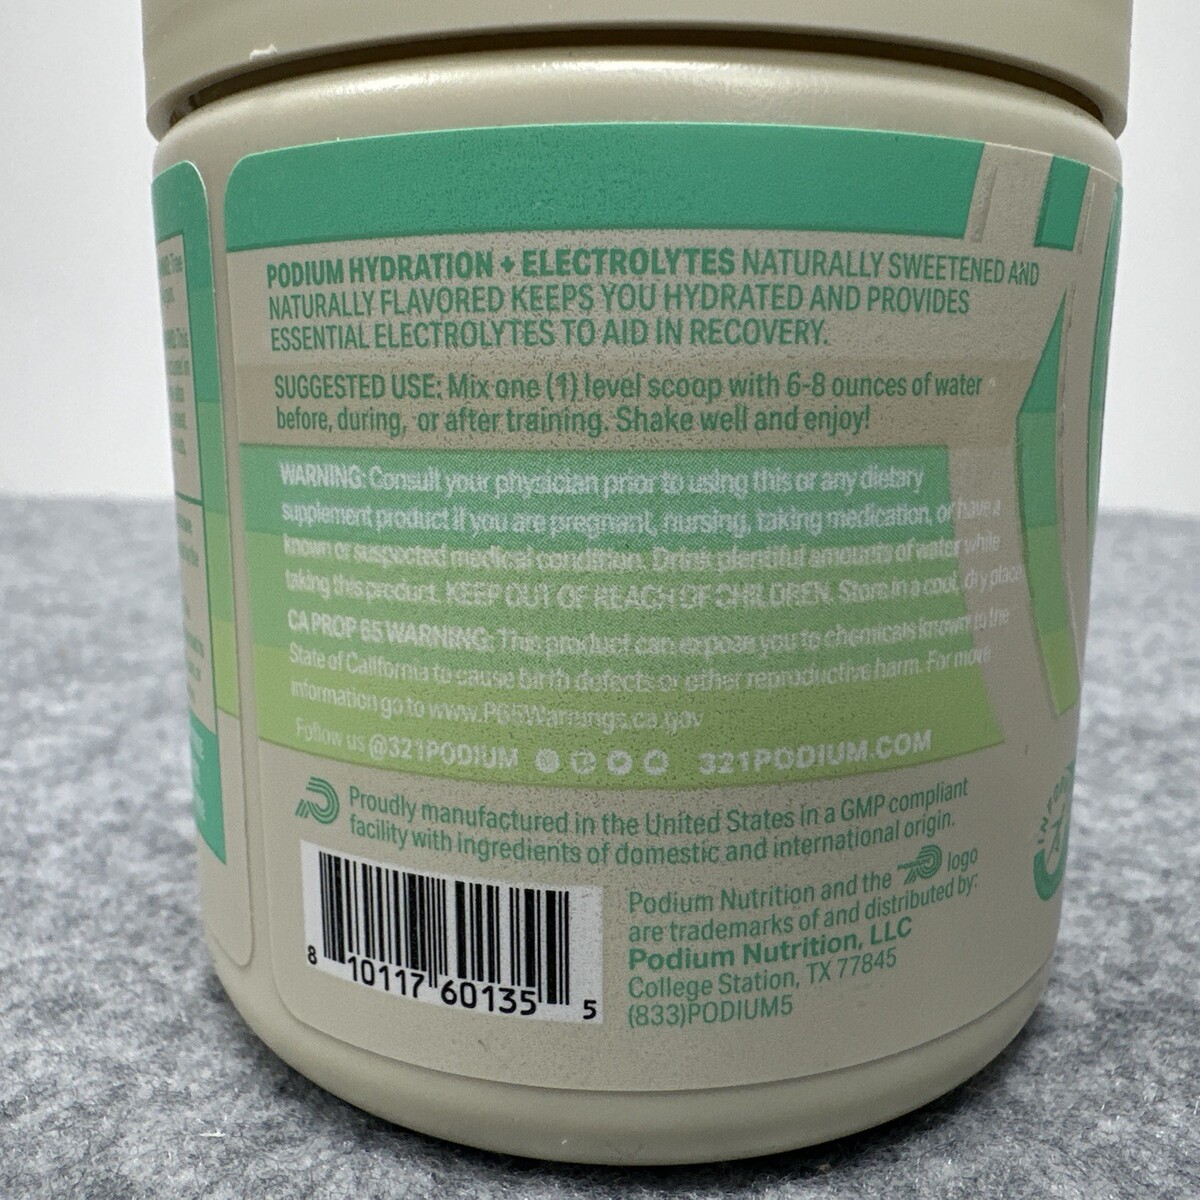 PODIUM HYDRATION + ELECTROLYTES NATURALLY SWEETENED AND
NATURALLY FLAVORED KEEPS YOU HYDRATED AND PROVIDES
ESSENTIAL ELECTROLYTES TO AID IN RECOVERY.
SUGGESTED USE: Mix one (1) level scoop with 6-8 ounces of water
before, during, or after training. Shake well and enjoy!
WARNING: Consult your physician prior to using this or any dietary
supplement product if you are pregnant, nursing, taking medication, or have a
known or suspected medical condition. Drink plentiful amounts of water while
taking this product. KEEP OUT OF REACH OF CHILDREN. Store in a cool, dry place
CA PROP 65 WARNING: This product can expose you to chemicals known to the
State of California to cause birth defects or other reproductive harm. For more
information go to www.P65Warnings.ca.gov
Follow us @321PODIUM 321PODIUM.COM
Proudly manufactured in the United States in a GMP compliant
facility with ingredients of domestic and international origin.
8 10117 60135 5
Podium Nutrition and the logo
are trademarks of and distributed by:
Podium Nutrition, LLC
College Station, TX 77845
(833)PODIUM5